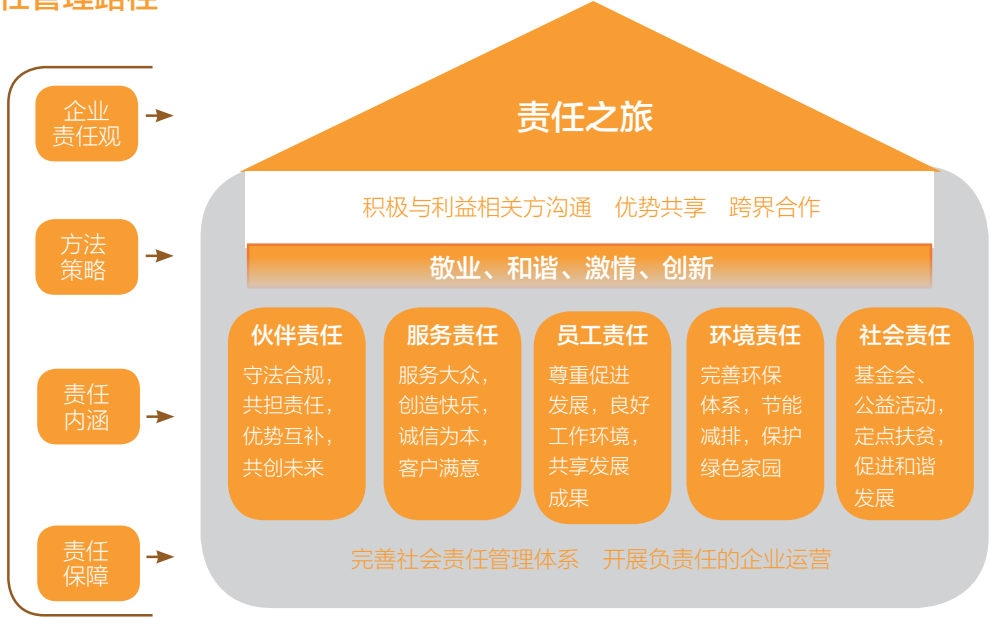 任管理路径
企业
责任观
责任之旅
积极与利益相关方沟通 优势共享 跨界合作
方法
策略
敬业、和谐、激情、创新
责任
内涵
伙伴责任
守法合规，
共担责任，
优势互补，
共创未来
服务责任
服务大众，
创造快乐，
诚信为本，
客户满意
员工责任
尊重促进
发展，良好
工作环境，
共享发展
成果
环境责任
完善环保
体系，节能
减排，保护
绿色家园
社会责任
基金会、
公益活动，
定点扶贫，
促进和谐
发展
责任
保障
完善社会责任管理体系 开展负责任的企业运营